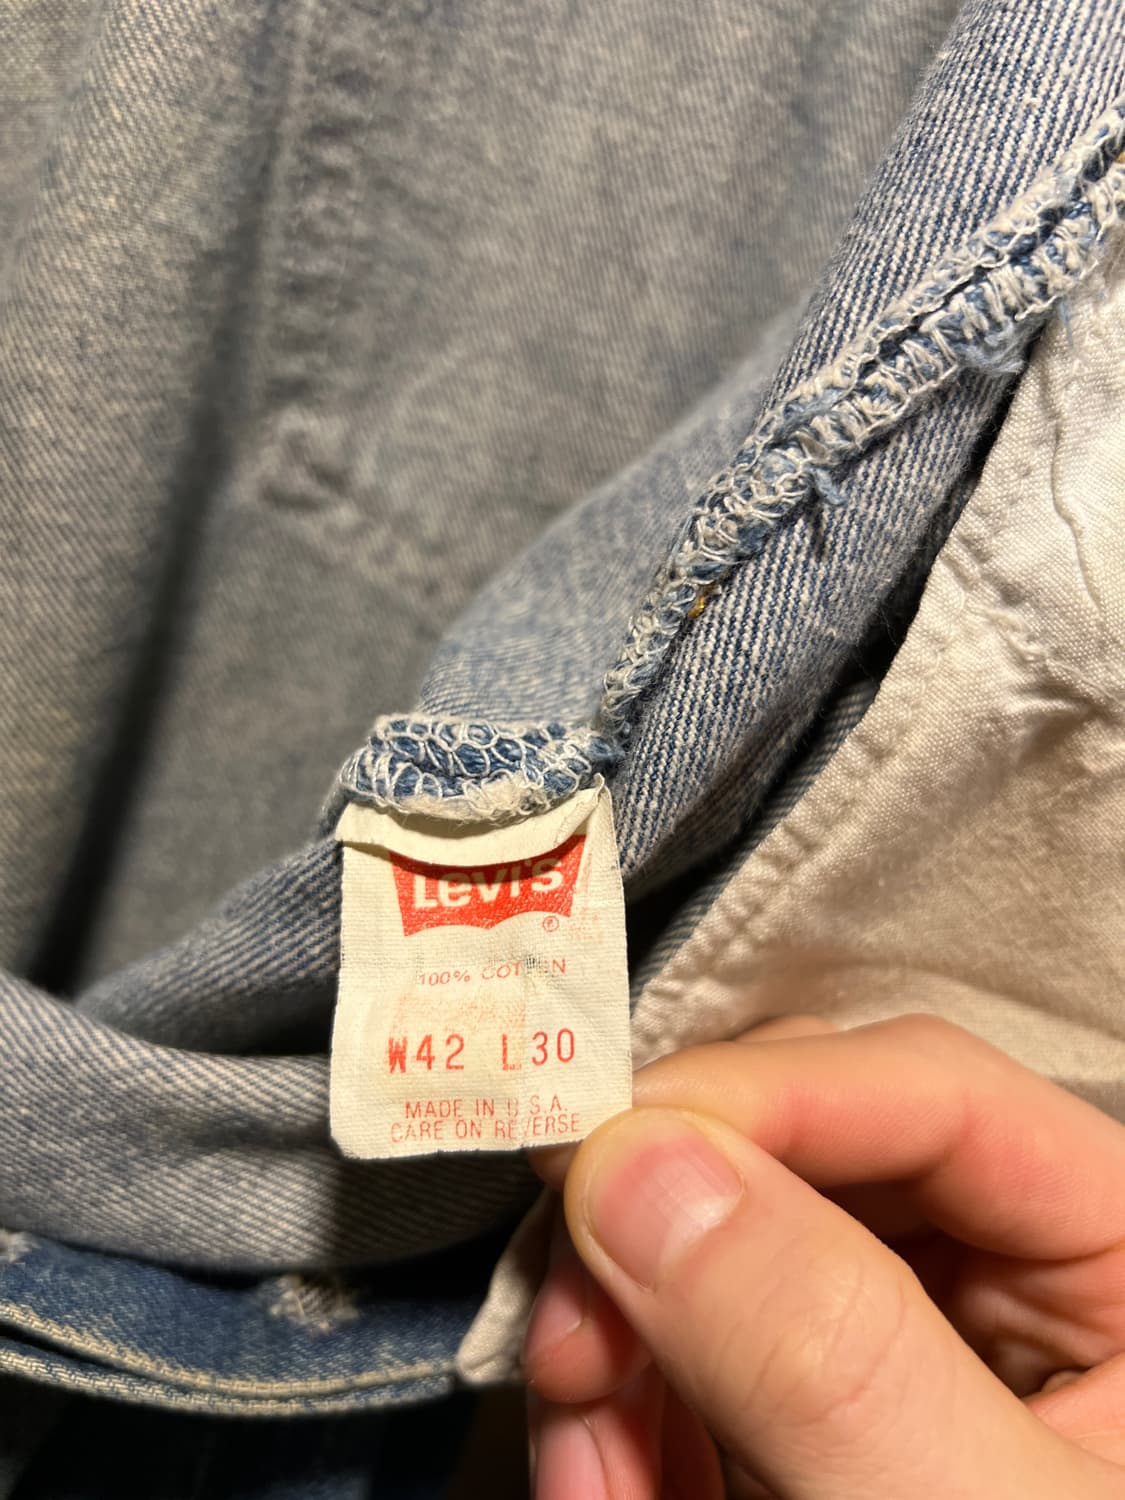 Levi's
®
100% COTTON
W42 L30
MADE IN U.S.A.
CARE ON REVERSE